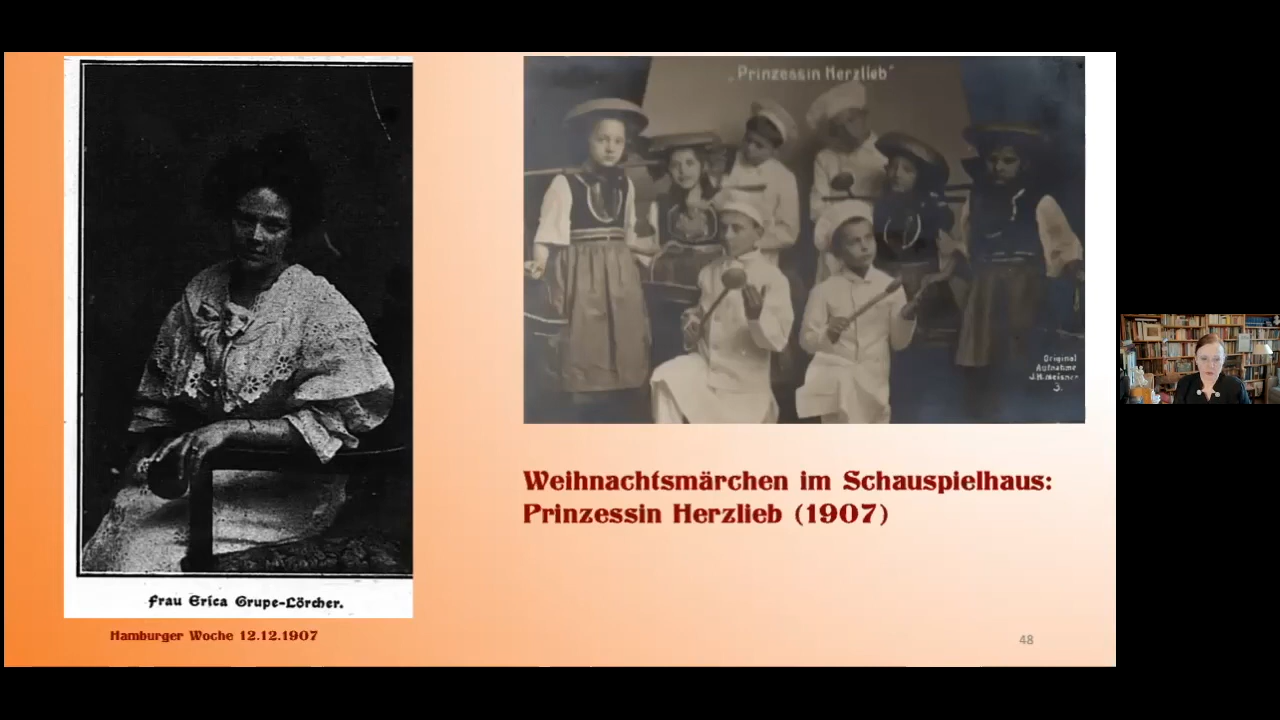 Frau Erica Grupe-Lörcher.
Hamburger Woche 12.12.1907
„Prinzessin Herzlieb“
Original
Aufnahme
J.H.Meisner
3.
Weihnachtsmärchen im Schauspielhaus:
Prinzessin Herzlieb (1907)
48